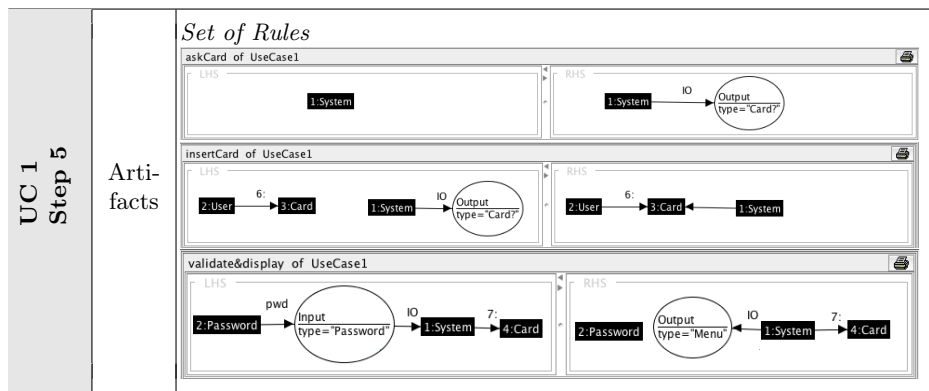 Set of Rules
UC 1
Step 5
Arti-
facts
askCard of UseCase1
LHS
RHS
1:System
1:System
IO
Output
type="Card?"
insertCard of UseCase1
LHS
RHS
2:User
6:
3:Card
1:System
IO
Output
type="Card?"
2:User
6:
3:Card
1:System
validate&display of UseCase1
LHS
RHS
2:Password
pwd
Input
type="Password"
IO
1:System
7:
4:Card
2:Password
Output
type="Menu"
IO
1:System
7:
4:Card